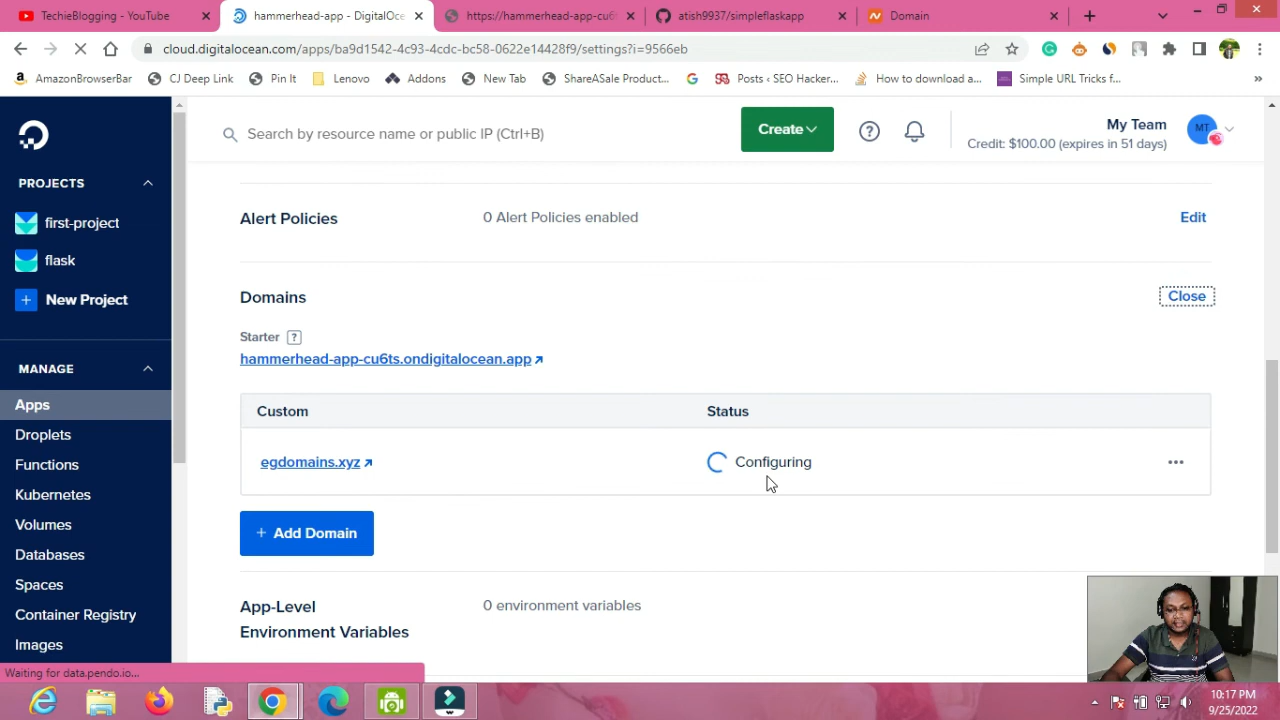 TechieBlogging - YouTube
hammerhead-app - DigitalOce
https://hammerhead-app-cu6
atish9937/simpleflaskapp
Domain
cloud.digitalocean.com/apps/ba9d1542-4c93-4cdc-bc58-0622e14428f9/settings?i=9566eb
AmazonBrowserBar
CJ Deep Link
Pin It
Lenovo
Addons
New Tab
ShareASale Product...
Posts ‹ SEO Hacker...
How to download a...
Simple URL Tricks f...
»
Search by resource name or public IP (Ctrl+B)
Create
My Team
Credit: $100.00 (expires in 51 days)
MT
PROJECTS
first-project
flask
New Project
MANAGE
Apps
Droplets
Functions
Kubernetes
Volumes
Databases
Spaces
Container Registry
Images
Alert Policies
0 Alert Policies enabled
Edit
Domains
Close
Starter ?
hammerhead-app-cu6ts.ondigitalocean.app
Custom
Status
egdomains.xyz
Configuring
+ Add Domain
App-Level
Environment Variables
0 environment variables
Waiting for data.pendo.io...
10:17 PM
9/25/2022